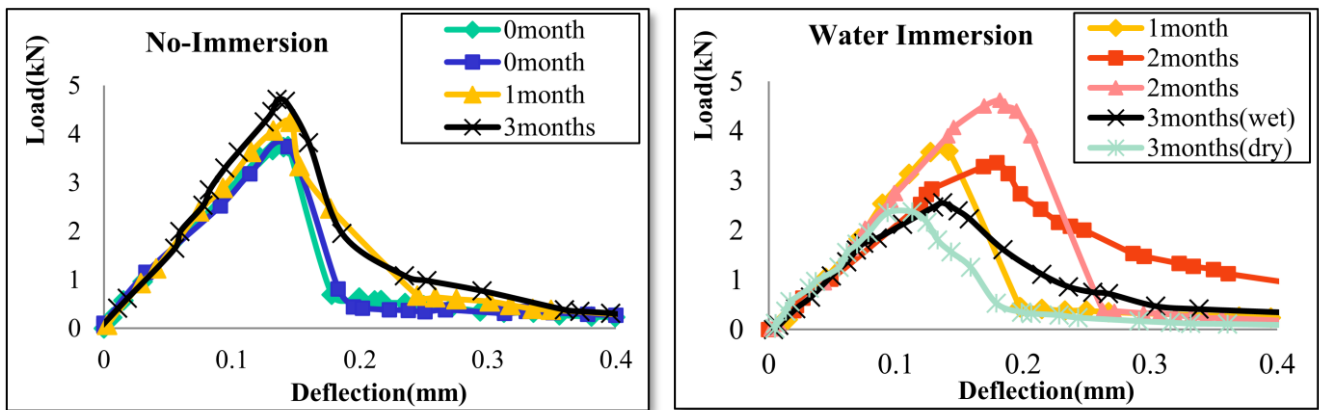 No-Immersion
0month
0month
1month
3months
Load(kN)
5
4
3
2
1
0
0
0.1
0.2
0.3
0.4
Deflection(mm)
Water Immersion
1month
2months
2months
3months(wet)
3months(dry)
Load(kN)
5
4
3
2
1
0
0
0.1
0.2
0.3
0.4
Deflection(mm)